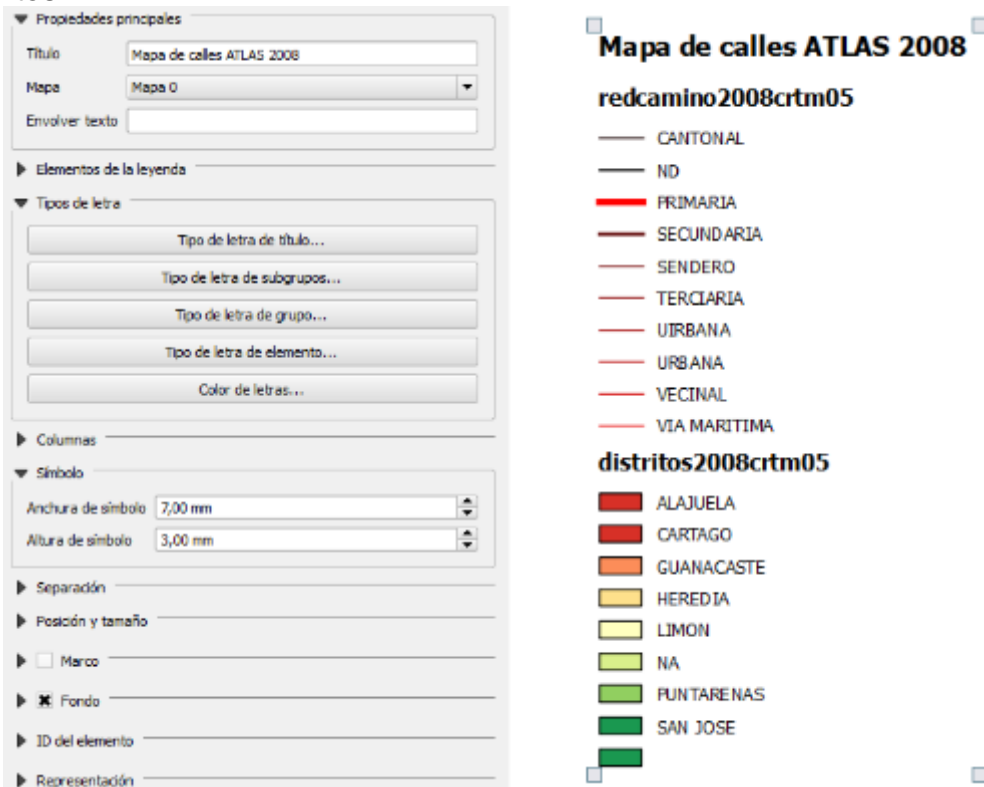 Propiedades principales
Título Mapa de calles ATLAS 2008
Mapa Mapa 0
Envolver texto
Elementos de la leyenda
Tipos de letra
Tipo de letra de título...
Tipo de letra de subgrupos...
Tipo de letra de grupo...
Tipo de letra de elemento...
Color de letras...
Columnas
Símbolo
Anchura de símbolo 7,00 mm
Altura de símbolo 3,00 mm
Separación
Posición y tamaño
Marco
Fondo
ID del elemento
Representación
Mapa de calles ATLAS 2008
redcamino2008crtm05
CANTONAL
ND
PRIMARIA
SECUNDARIA
SENDERO
TERCIARIA
UIRBANA
URBANA
VECINAL
VIA MARITIMA
distritos2008crtm05
ALAJUELA
CARTAGO
GUANACASTE
HEREDIA
LIMON
NA
PUNTARENAS
SAN JOSE